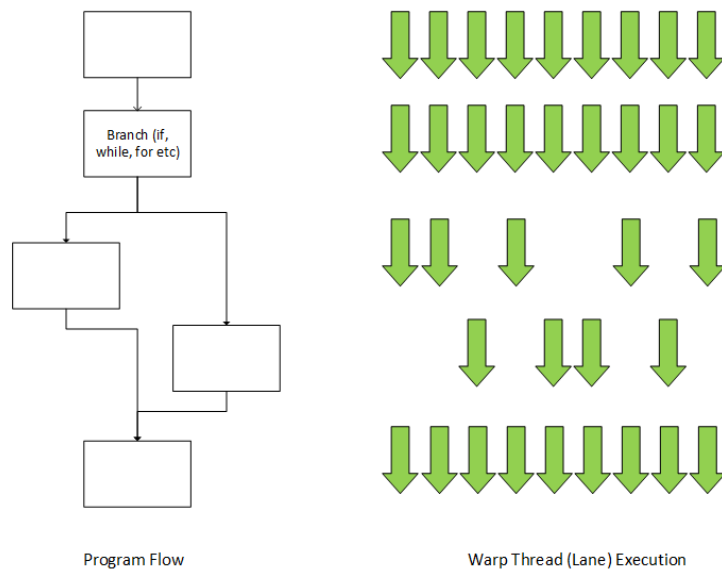 Branch (if,
while, for etc)
Program Flow
Warp Thread (Lane) Execution